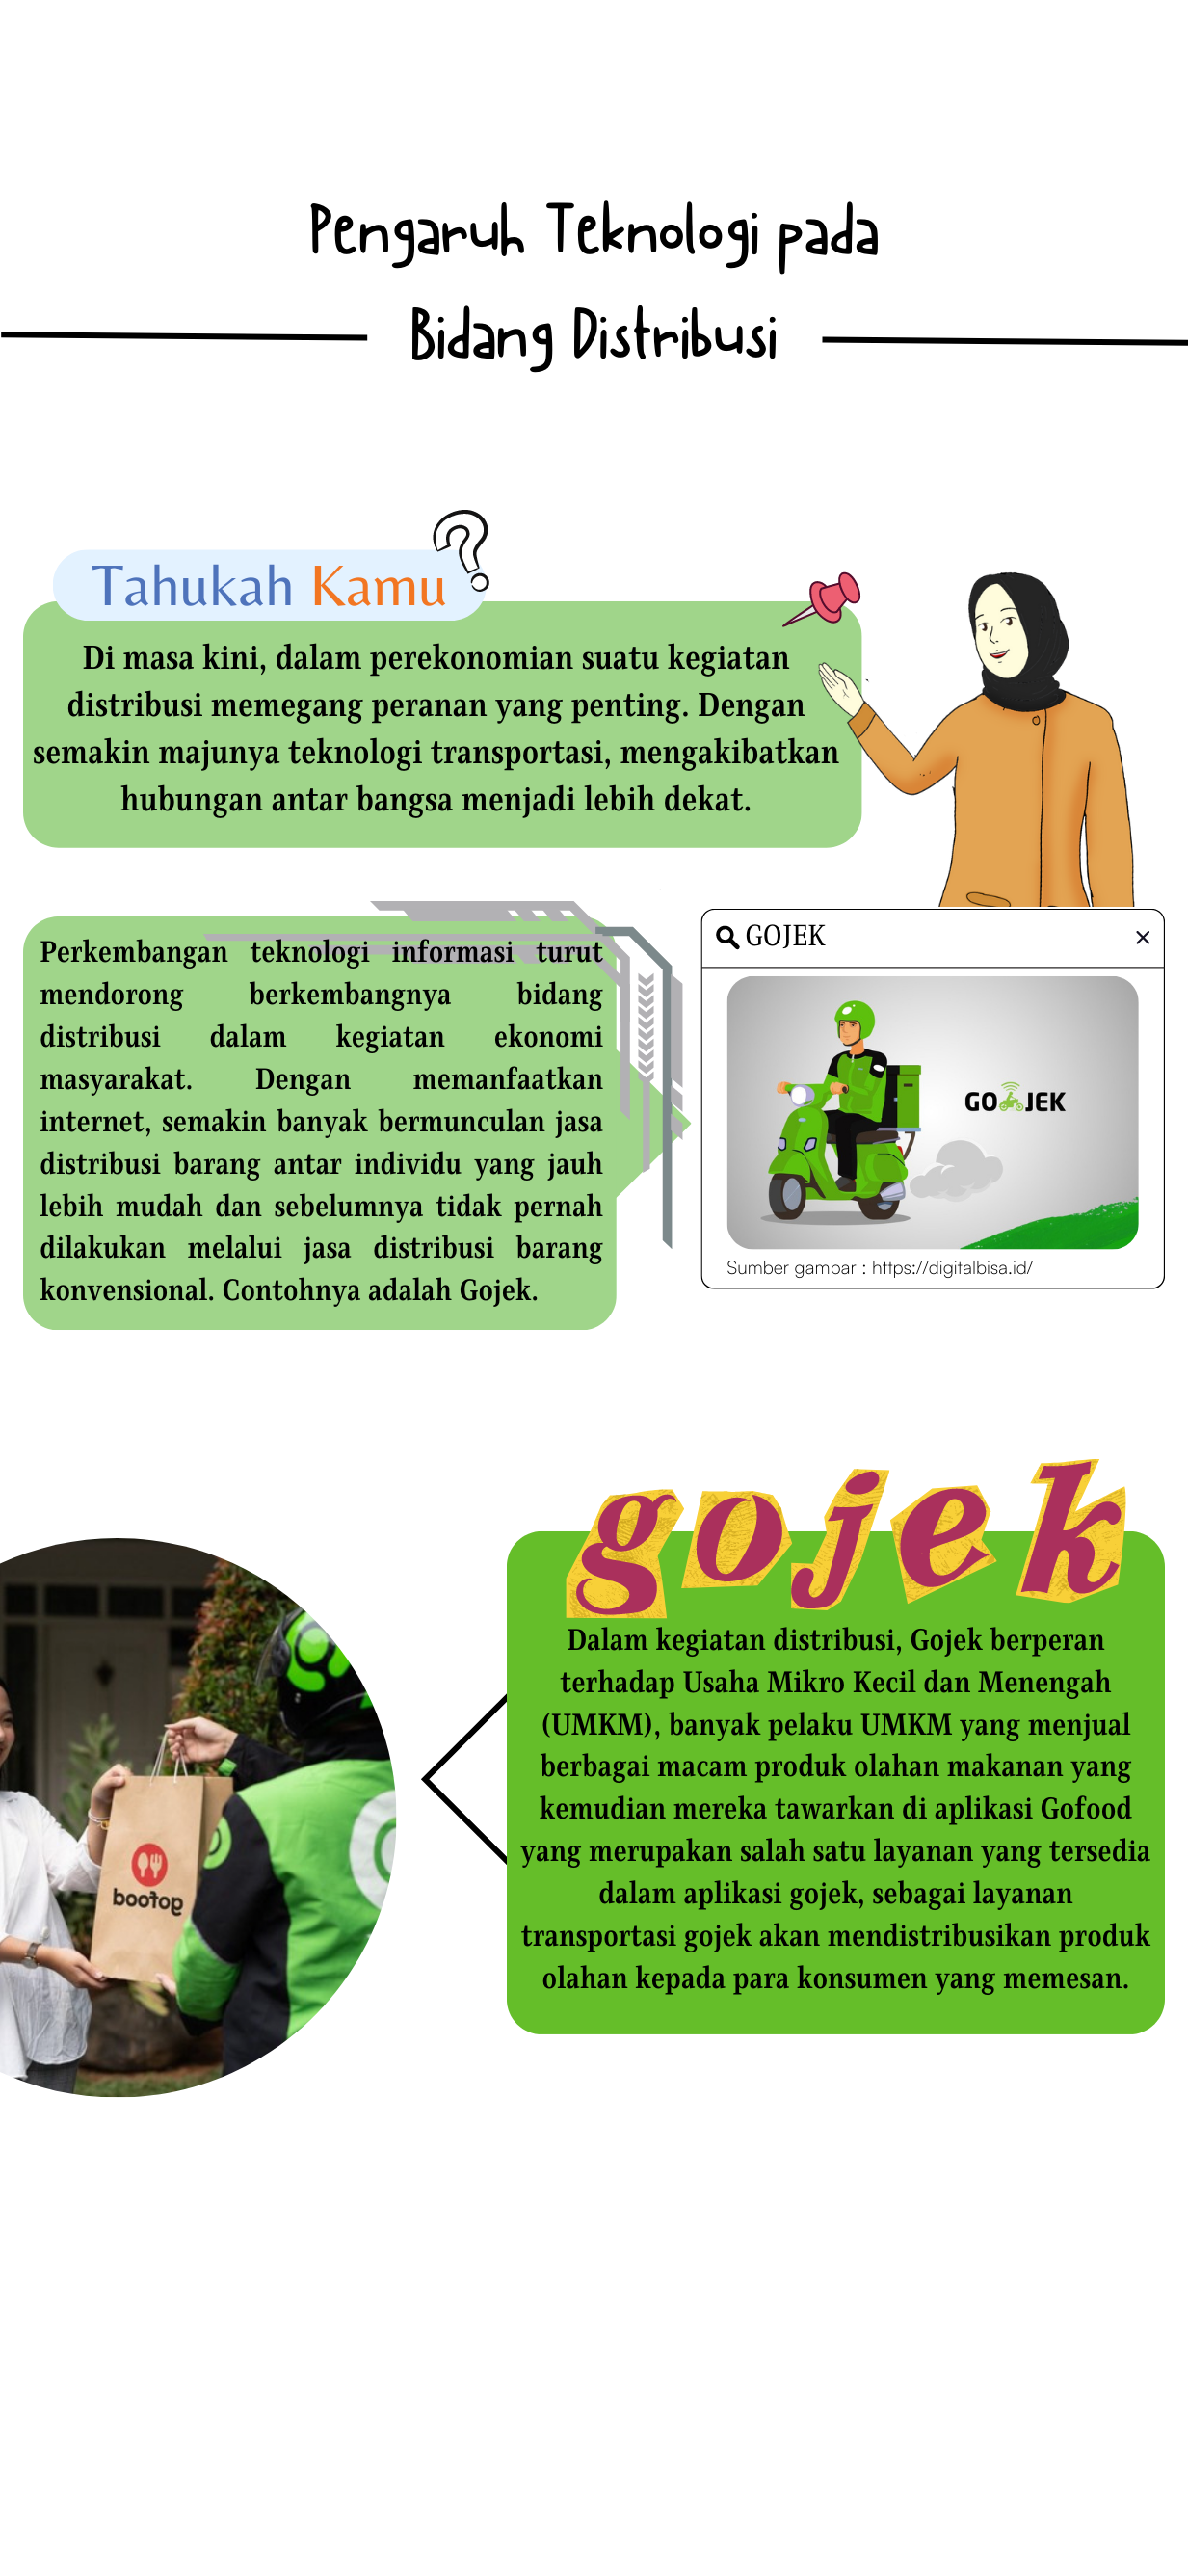 Pengaruh Teknologi pada
Bidang Distribusi
Tahukah Kamu?
Di masa kini, dalam perekonomian suatu kegiatan
distribusi memegang peranan yang penting. Dengan
semakin majunya teknologi transportasi, mengakibatkan
hubungan antar bangsa menjadi lebih dekat.
Perkembangan teknologi informasi turut
mendorong berkembangnya bidang
distribusi dalam kegiatan ekonomi
masyarakat. Dengan memanfaatkan
internet, semakin banyak bermunculan jasa
distribusi barang antar individu yang jauh
lebih mudah dan sebelumnya tidak pernah
dilakukan melalui jasa distribusi barang
konvensional. Contohnya adalah Gojek.
GOJEK
GOJEK
Sumber gambar : https://digitalbisa.id/
gojek
Dalam kegiatan distribusi, Gojek berperan
terhadap Usaha Mikro Kecil dan Menengah
(UMKM), banyak pelaku UMKM yang menjual
berbagai macam produk olahan makanan yang
kemudian mereka tawarkan di aplikasi Gofood
yang merupakan salah satu layanan yang tersedia
dalam aplikasi gojek, sebagai layanan
transportasi gojek akan mendistribusikan produk
olahan kepada para konsumen yang memesan.
gofood